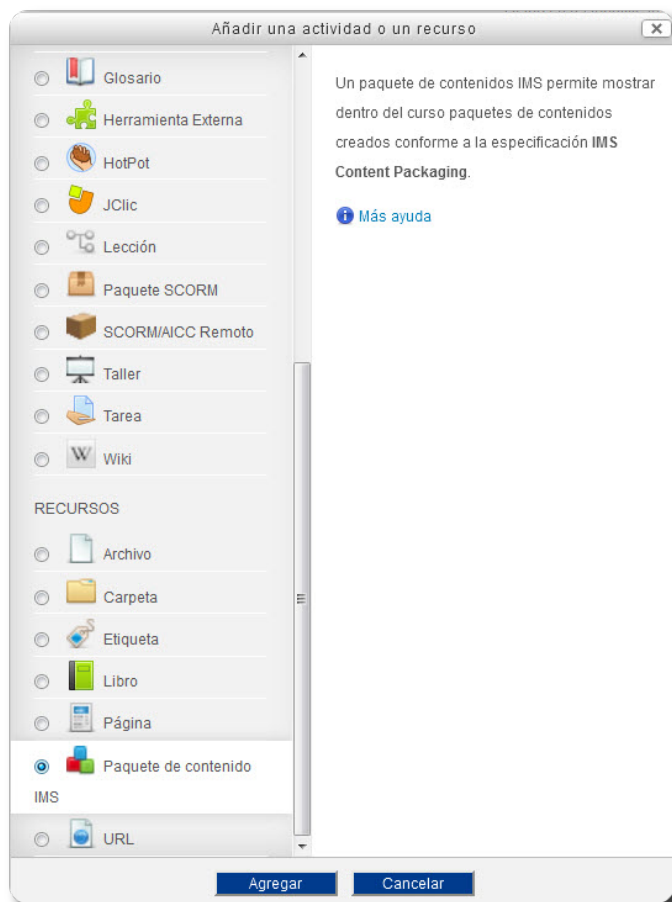 Añadir una actividad o un recurso
Glosario
Herramienta Externa
HotPot
JClic
Lección
Paquete SCORM
SCORM/AICC Remoto
Taller
Tarea
W Wiki
RECURSOS
Archivo
Carpeta
Etiqueta
Libro
Página
Paquete de contenido
IMS
URL
Un paquete de contenidos IMS permite mostrar
dentro del curso paquetes de contenidos
creados conforme a la especificación IMS
Content Packaging.
Más ayuda
Agregar
Cancelar